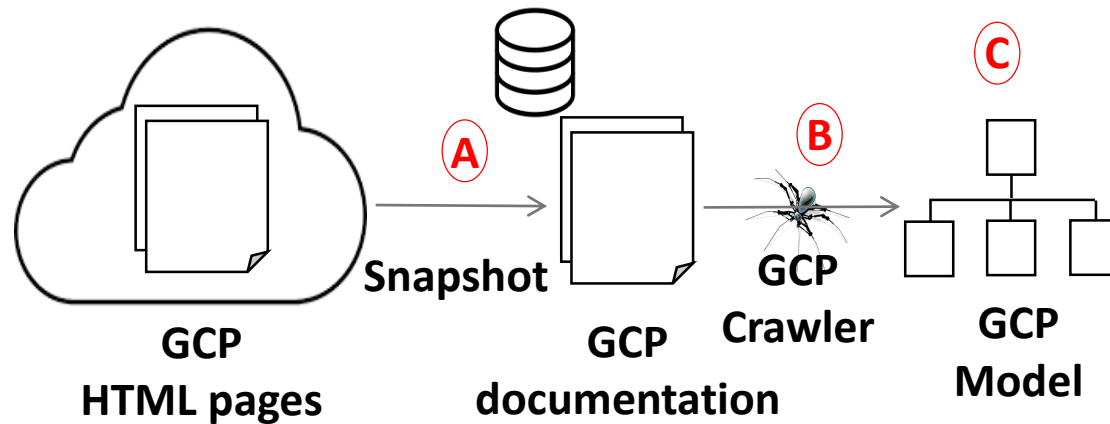 A
B
C
Snapshot
GCP
Crawler
GCP
HTML pages
GCP
documentation
GCP
Model